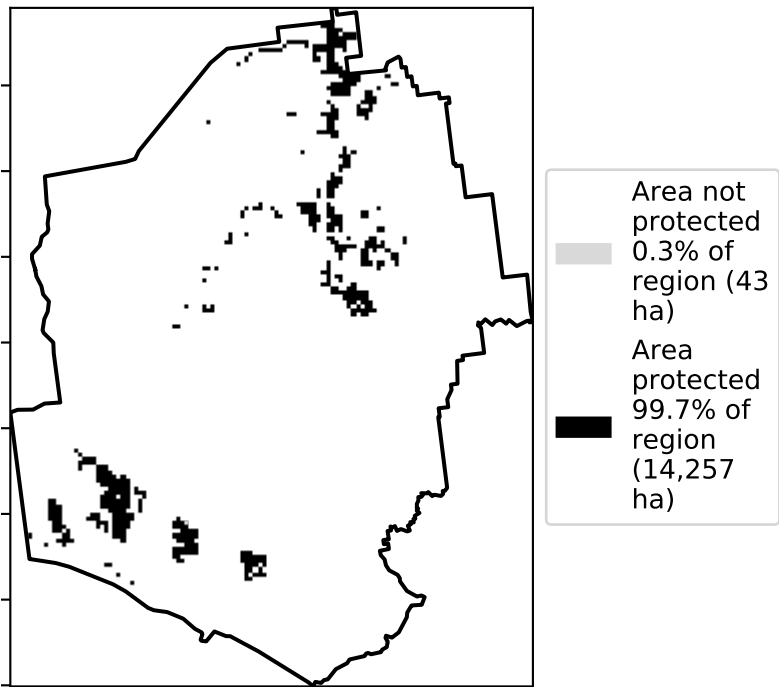 Area not
protected
0.3% of
region (43
ha)
Area
protected
99.7% of
region
(14,257
ha)